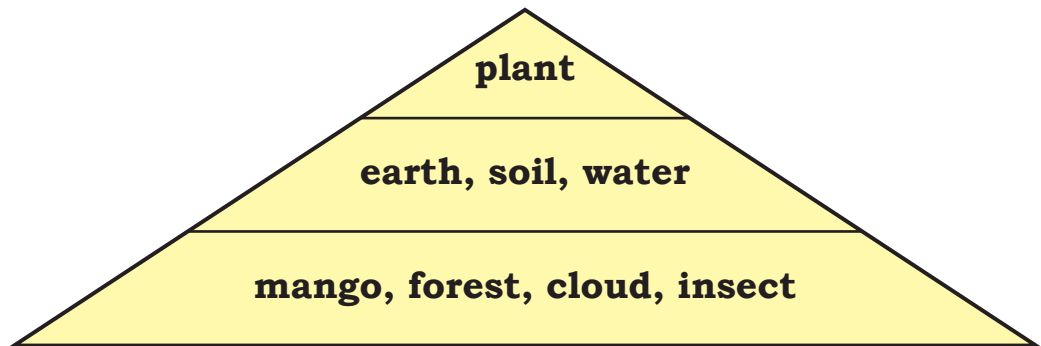 plant
earth, soil, water
mango, forest, cloud, insect